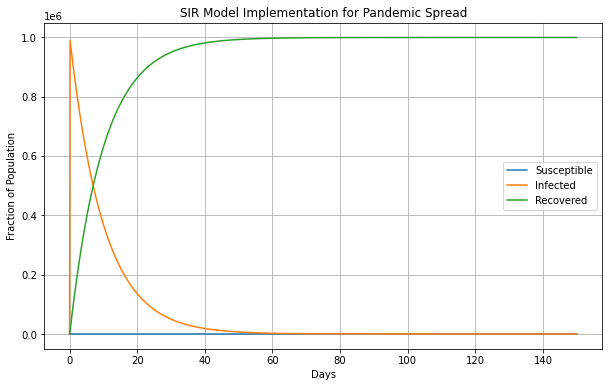 SIR Model Implementation for Pandemic Spread
1e6
1.0
0.8
0.6
0.4
0.2
0.0
Fraction of Population
Susceptible
Infected
Recovered
0 20 40 60 80 100 120 140
Days